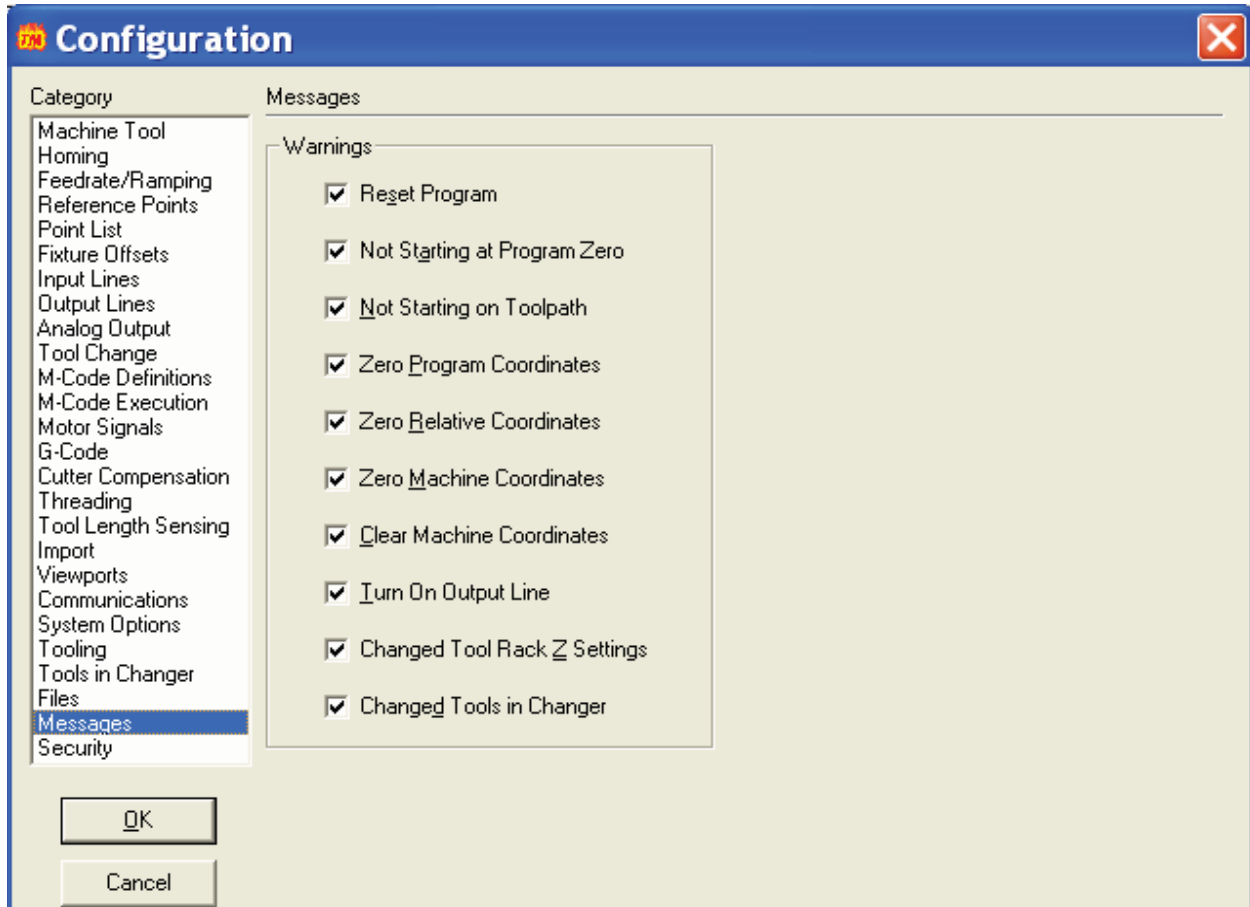 Configuration
Category
Machine Tool
Homing
Feedrate/Ramping
Reference Points
Point List
Fixture Offsets
Input Lines
Output Lines
Analog Output
Tool Change
M-Code Definitions
M-Code Execution
Motor Signals
G-Code
Cutter Compensation
Threading
Tool Length Sensing
Import
Viewports
Communications
System Options
Tooling
Tools in Changer
Files
Messages
Security
OK
Cancel
Messages
Warnings
Reset Program
Not Starting at Program Zero
Not Starting on Toolpath
Zero Program Coordinates
Zero Relative Coordinates
Zero Machine Coordinates
Clear Machine Coordinates
Turn On Output Line
Changed Tool Rack Z Settings
Changed Tools in Changer